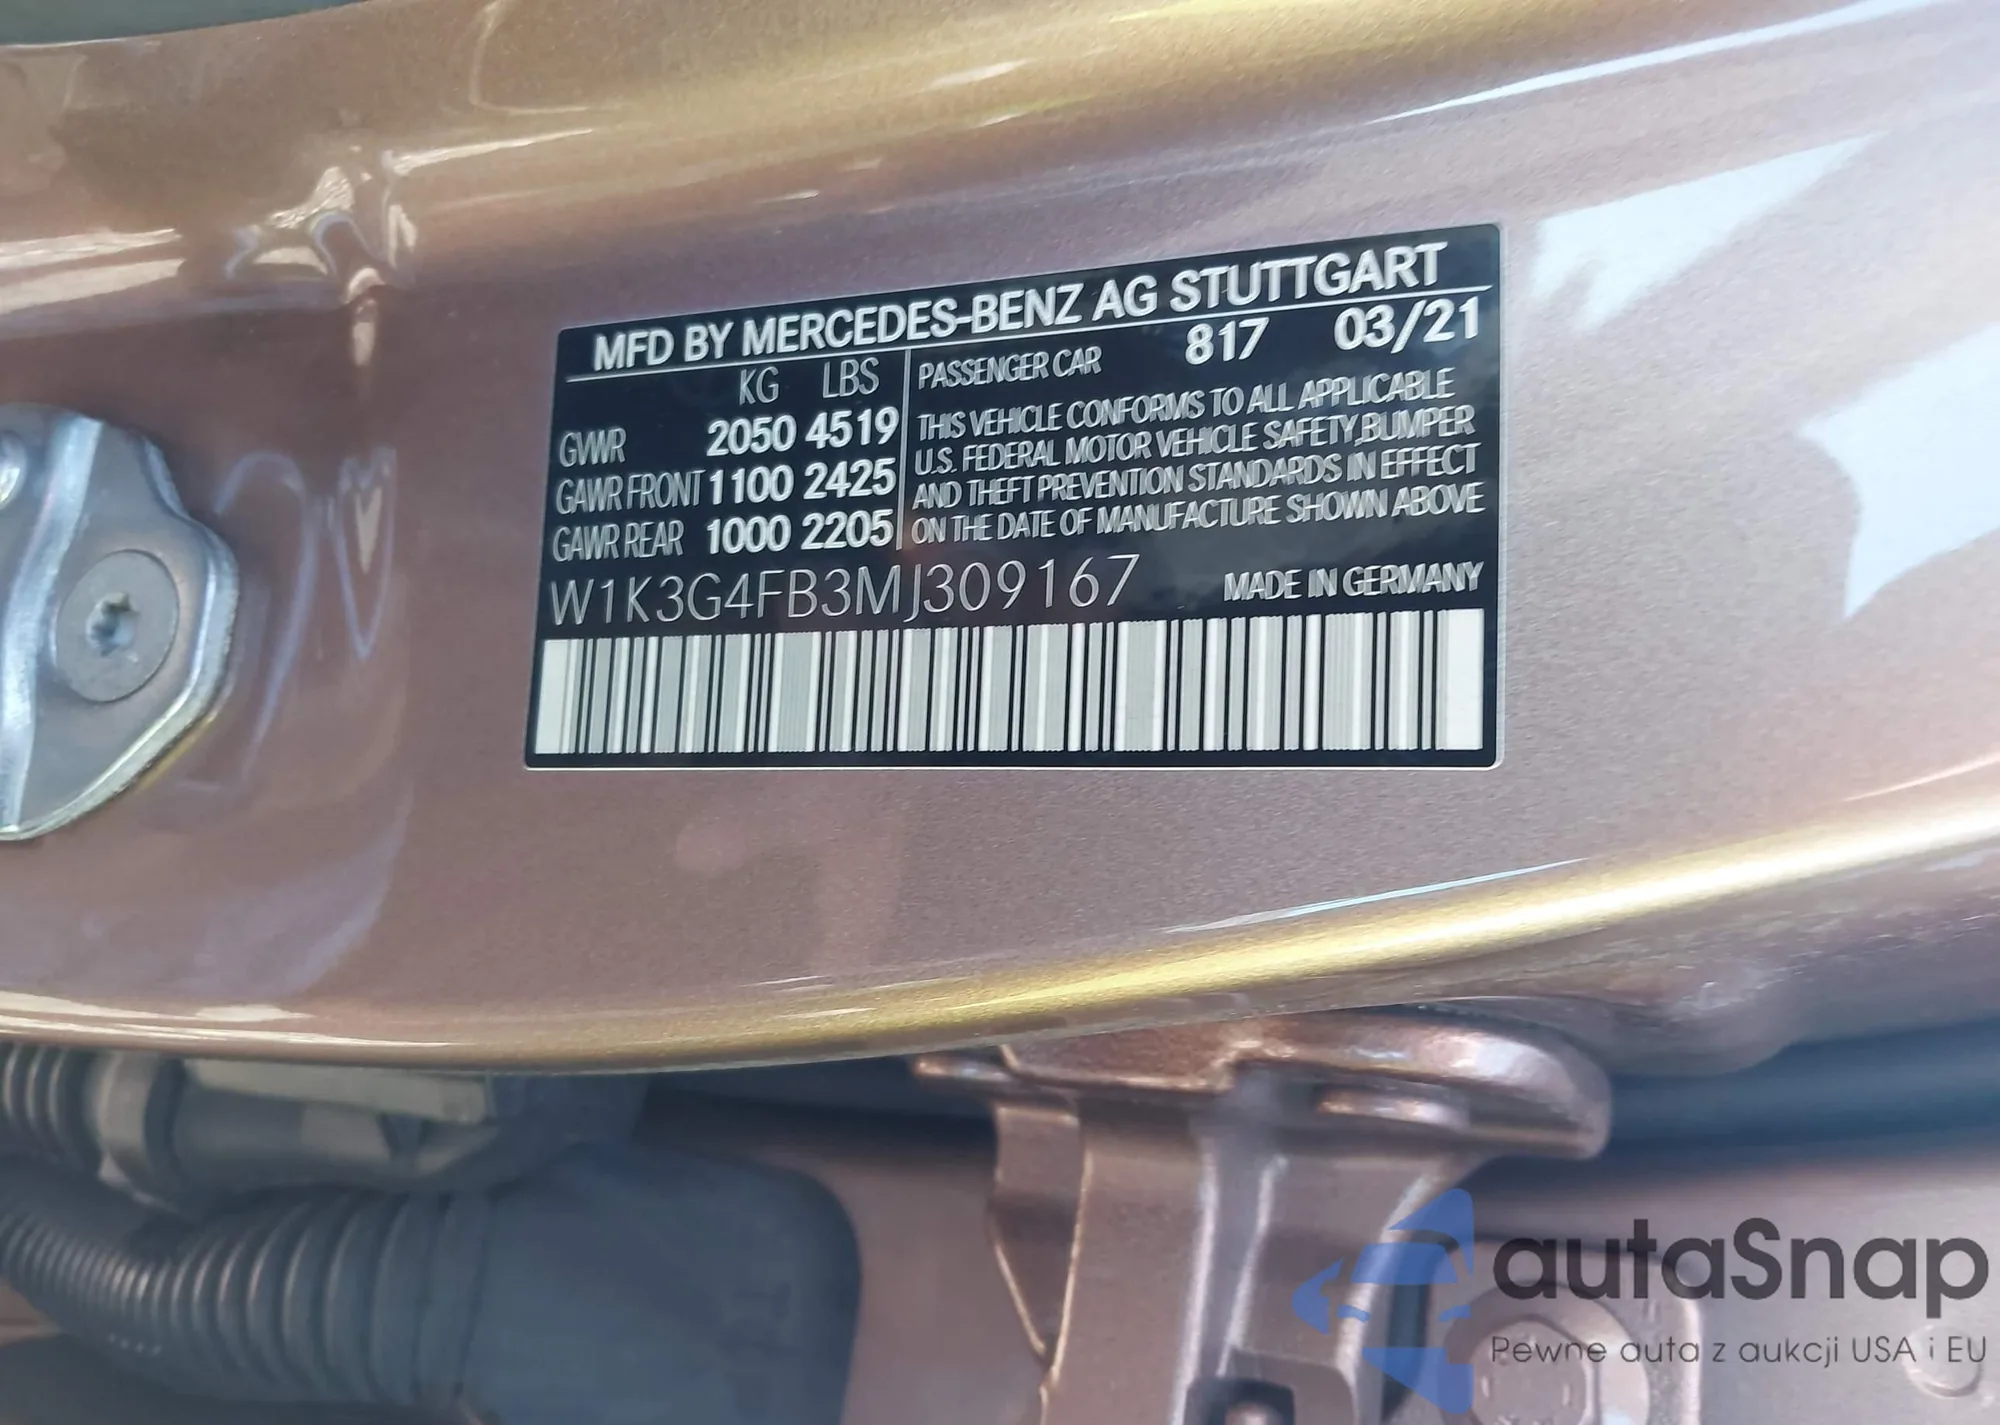 MFD BY MERCEDES-BENZ AG STUTTGART
KG LBS PASSENGER CAR 817 03/21
GVWR 2050 4519
GAWR FRONT 1100 2425
GAWR REAR 1000 2205
THIS VEHICLE CONFORMS TO ALL APPLICABLE
U.S. FEDERAL MOTOR VEHICLE SAFETY,BUMPER
AND THEFT PREVENTION STANDARDS IN EFFECT
ON THE DATE OF MANUFACTURE SHOWN ABOVE
W1K3G4FB3MJ309167 MADE IN GERMANY
autaSnap
Pewne auta z aukcji USA i EU